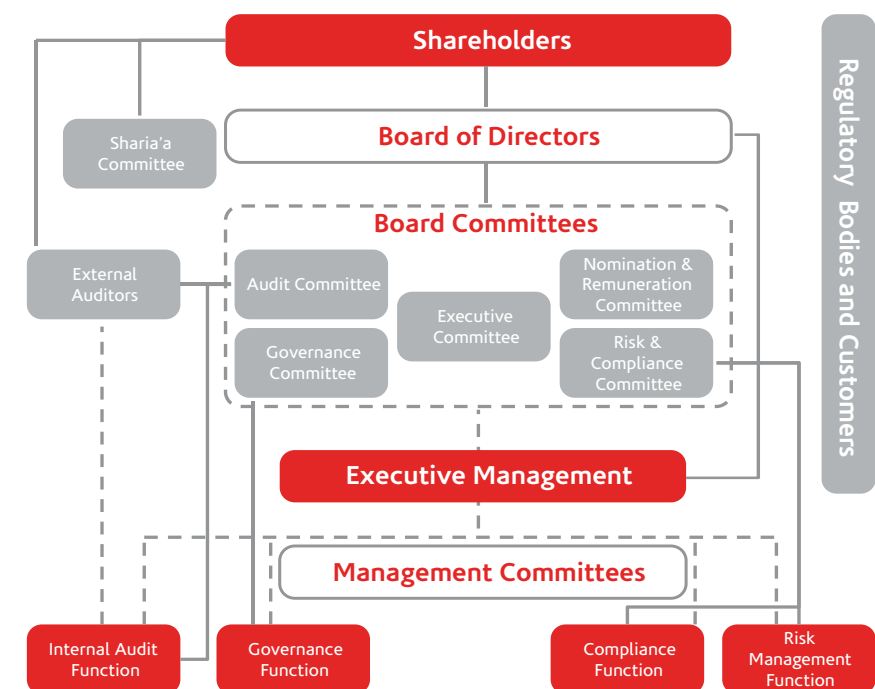 Shareholders
Sharia'a
Committee
Board of Directors
Board Committees
External
Auditors
Audit Committee
Executive
Committee
Nomination &
Remuneration
Committee
Governance
Committee
Risk &
Compliance
Committee
Executive Management
Management Committees
Internal Audit
Function
Governance
Function
Compliance
Function
Risk
Management
Function
Regulatory Bodies and Customers